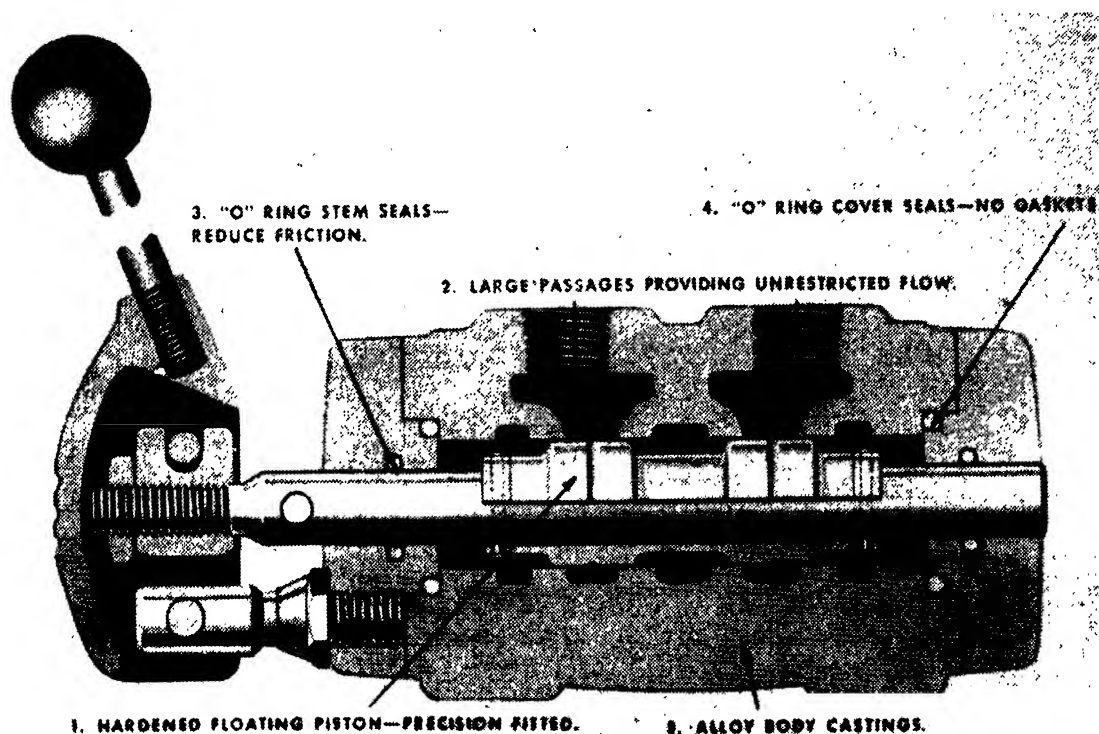 3. "O" RING STEM SEALS—
REDUCE FRICTION.
4. "O" RING COVER SEALS—NO GASKETS
2. LARGE PASSAGES PROVIDING UNRESTRICTED FLOW.
1. HARDENED FLOATING PISTON—PRECISION FITTED.
5. ALLOY BODY CASTINGS.